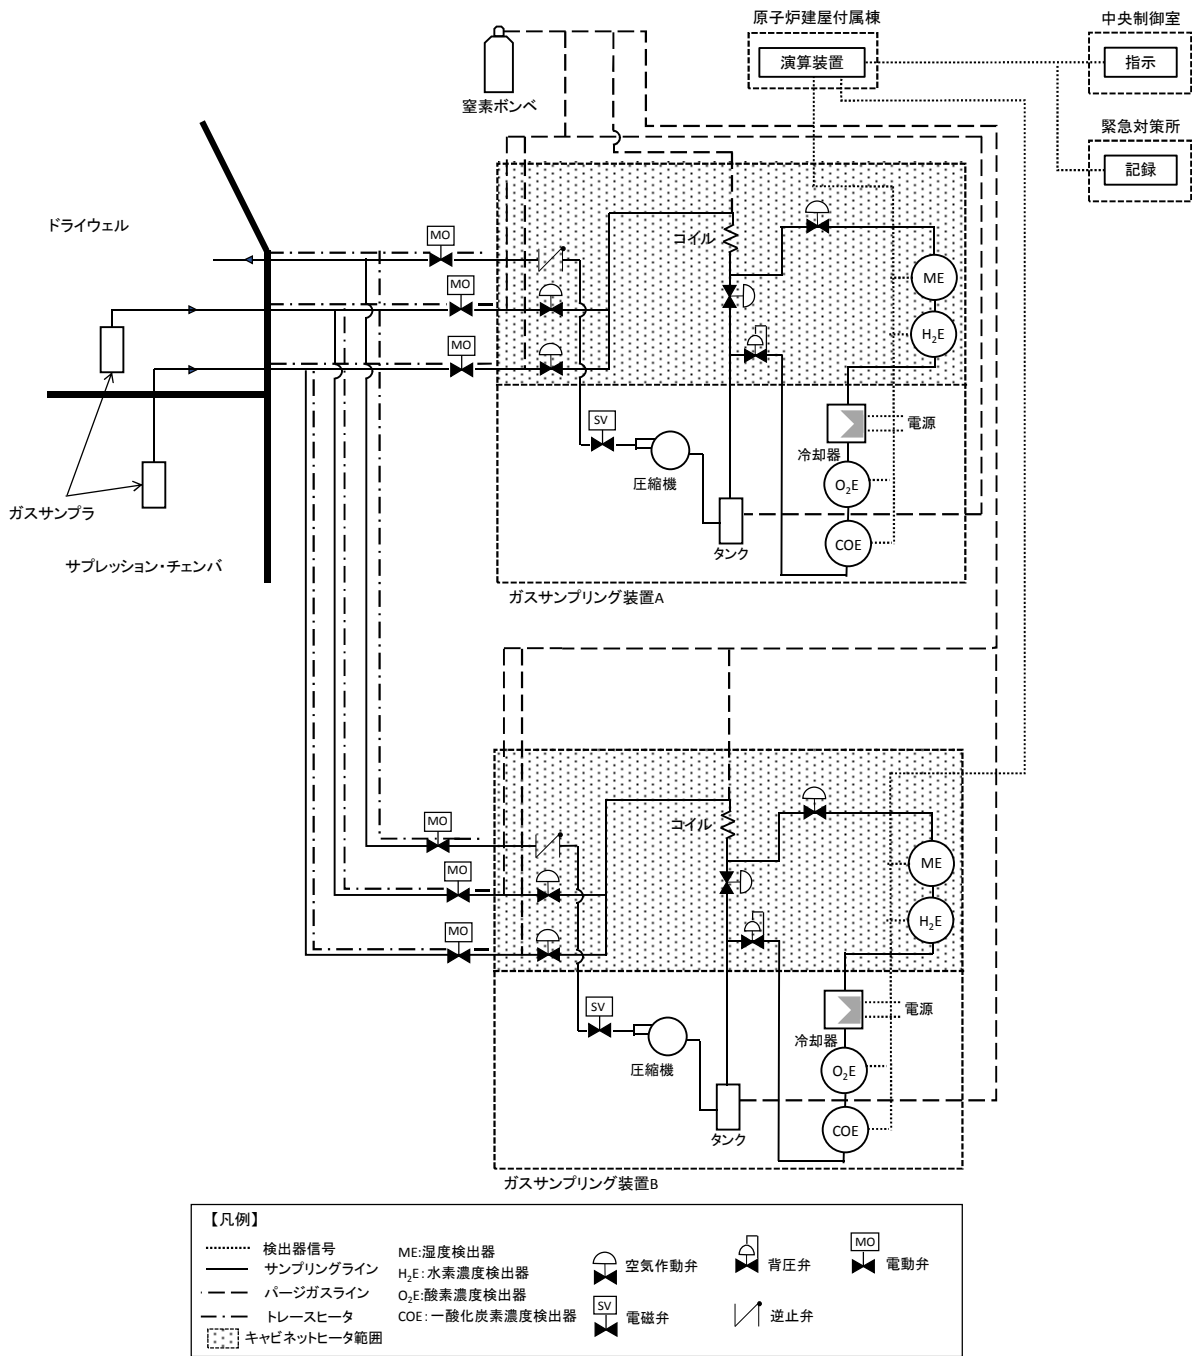 原子炉建屋付属棟
中央制御室
演算装置
指示
窒素ボンベ
緊急対策所
記録
ドライウェル
MO
コイル
MO
ME
MO
H₂E
SV
電源
冷却器
圧縮機
O₂E
ガスサンプラ
COE
タンク
サプレッション・チェンバ
ガスサンプリング装置A
MO
コイル
MO
ME
MO
H₂E
SV
電源
冷却器
圧縮機
O₂E
COE
タンク
ガスサンプリング装置B
【凡例】
検出器信号
サンプリングライン
パージガスライン
トレースヒータ
キャビネットヒータ範囲
ME:湿度検出器
H₂E:水素濃度検出器
O₂E:酸素濃度検出器
COE:一酸化炭素濃度検出器
空気作動弁
SV
電磁弁
背圧弁
逆止弁
MO
電動弁